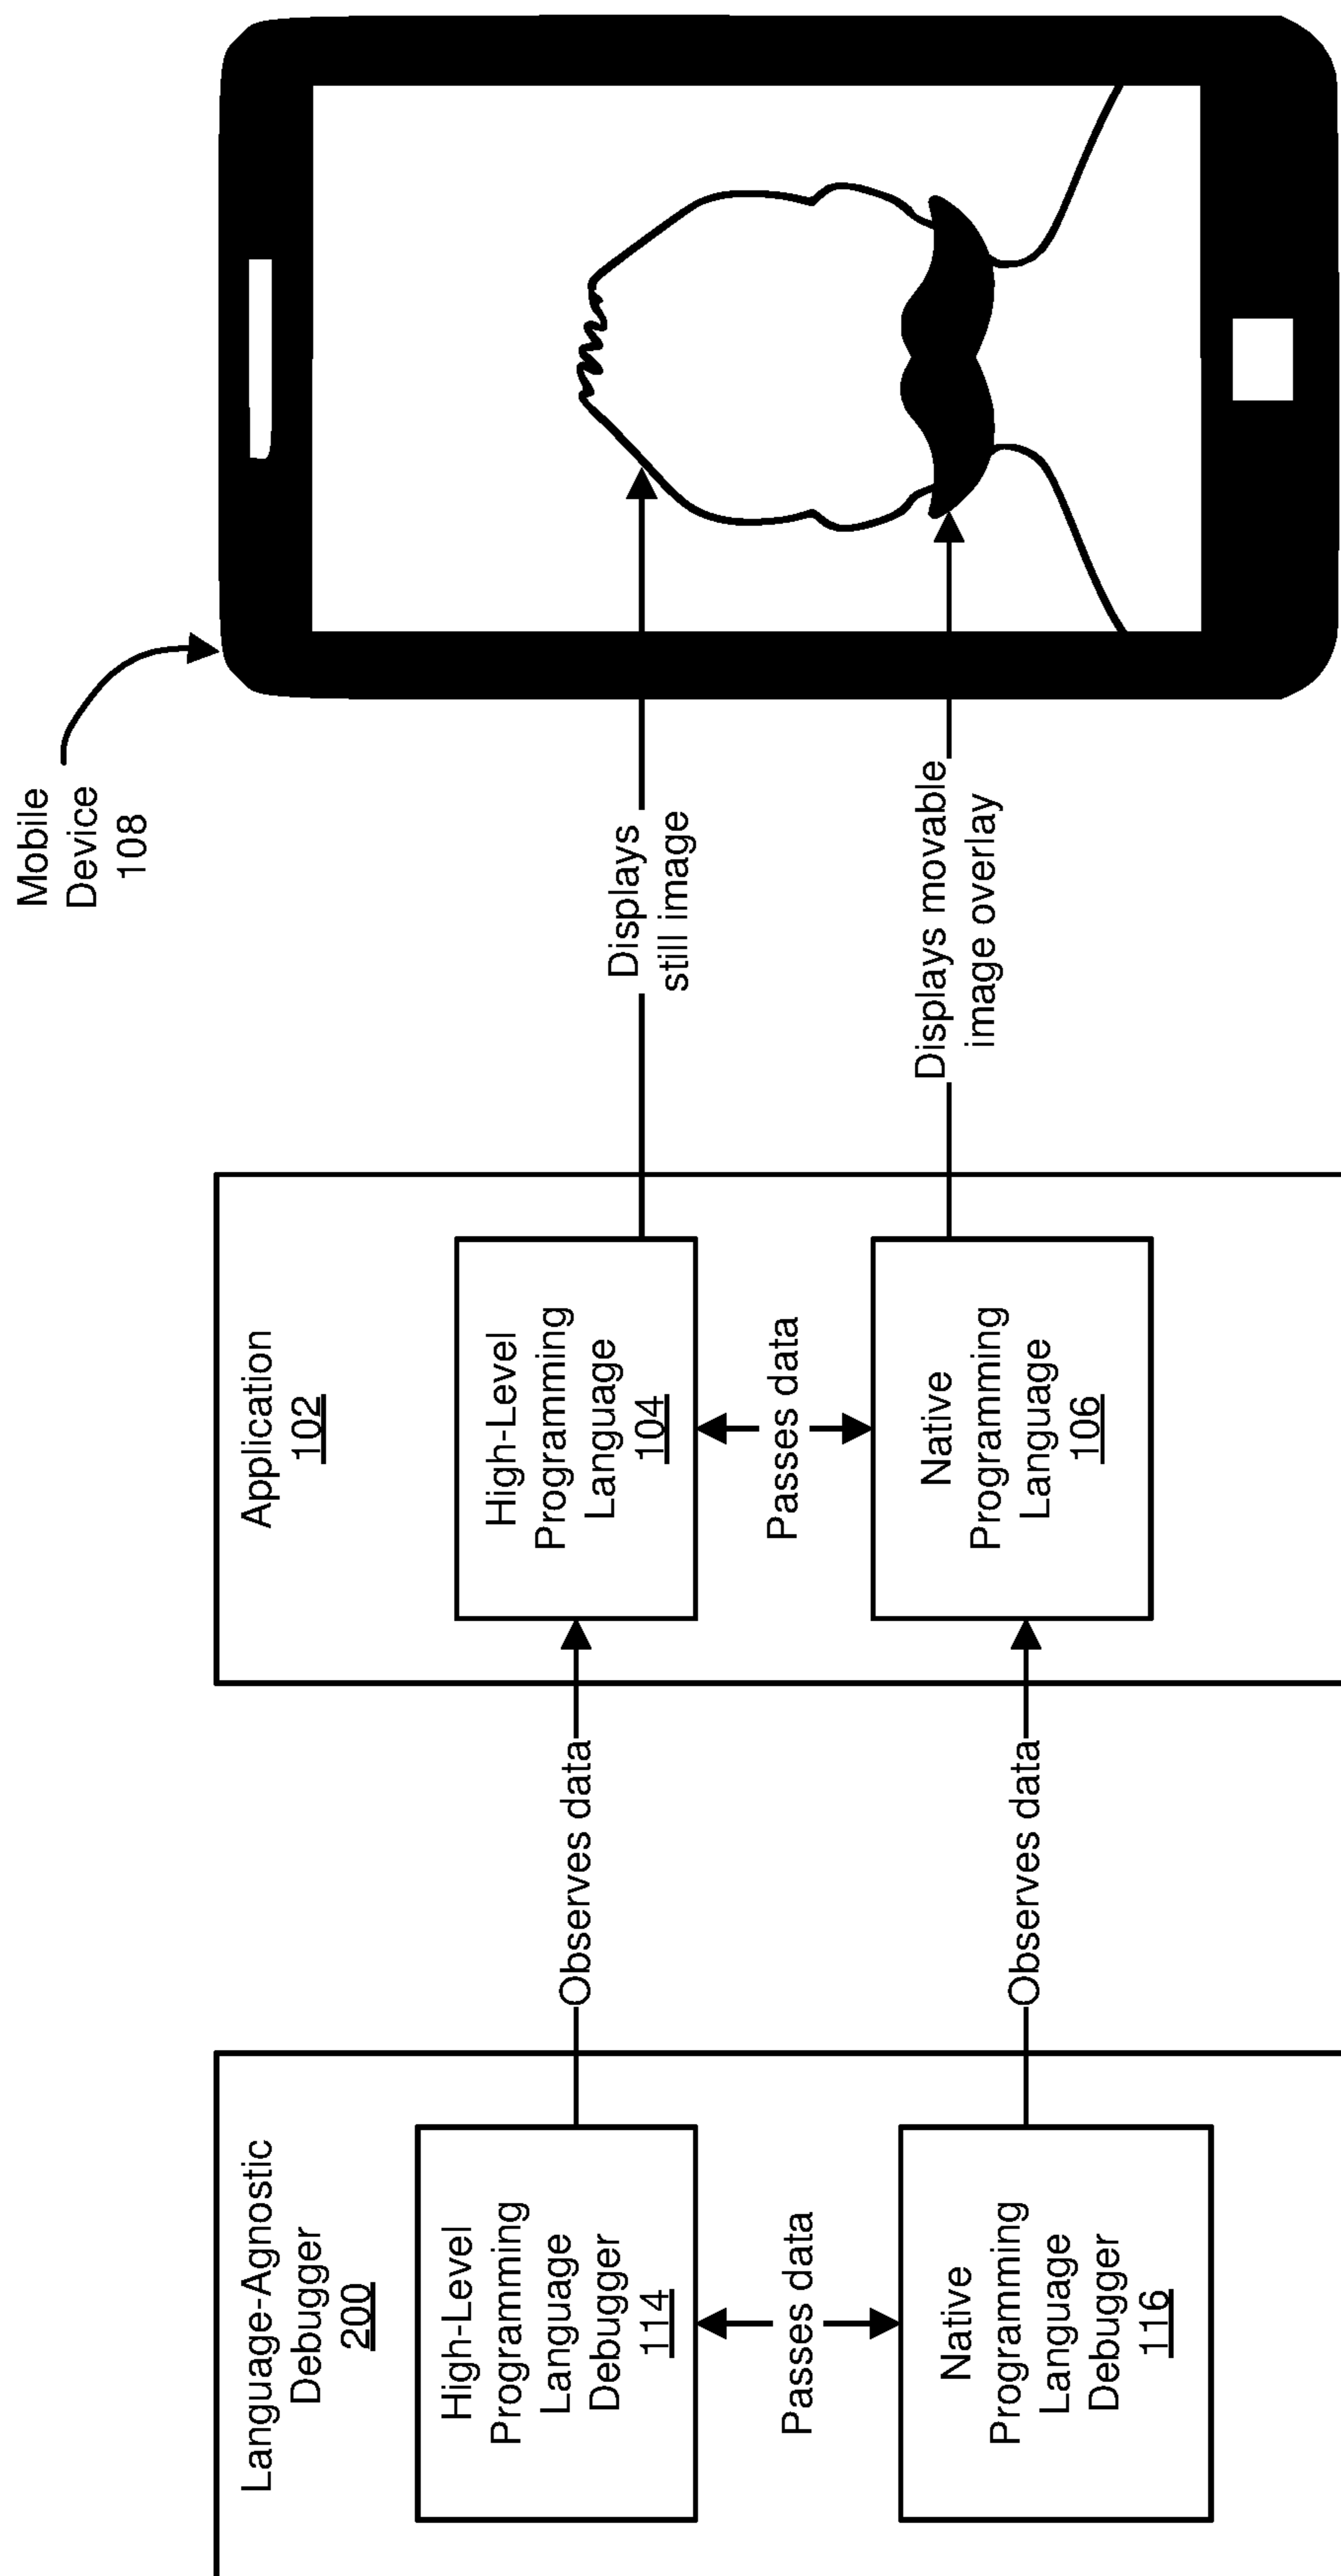 Language-Agnostic
Debugger
200
High-Level
Programming
Language
Debugger
114
Passes data
Native
Programming
Language
Debugger
116
Observes data
Observes data
Application
102
High-Level
Programming
Language
104
Passes data
Native
Programming
Language
106
Displays
still image
Displays movable
image overlay
Mobile
Device
108